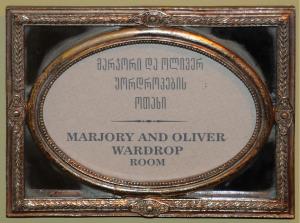 მარჯორი და ოლივერ
უორდროპების
ოთახი
MARJORY AND OLIVER
WARDROP
ROOM